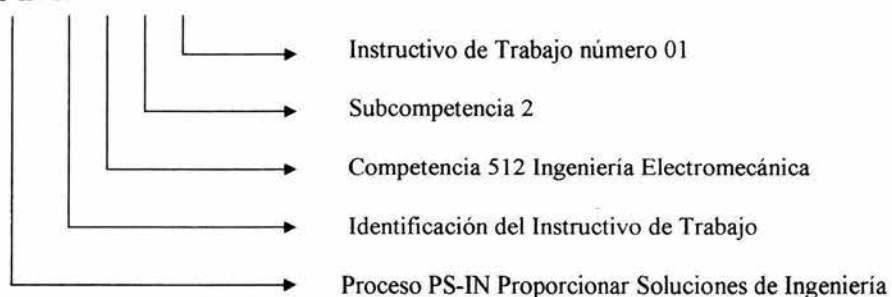 Instructivo de Trabajo número 01
Subcompetencia 2
Competencia 512 Ingeniería Electromecánica
Identificación del Instructivo de Trabajo
Proceso PS-IN Proporcionar Soluciones de Ingeniería